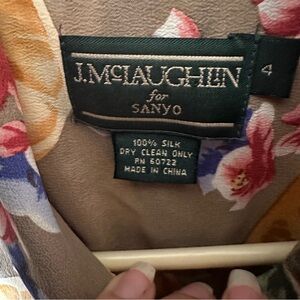 J.McLAUGHLIN
for
SANYO
4
100% SILK
DRY CLEAN ONLY
RN 60722
MADE IN CHINA